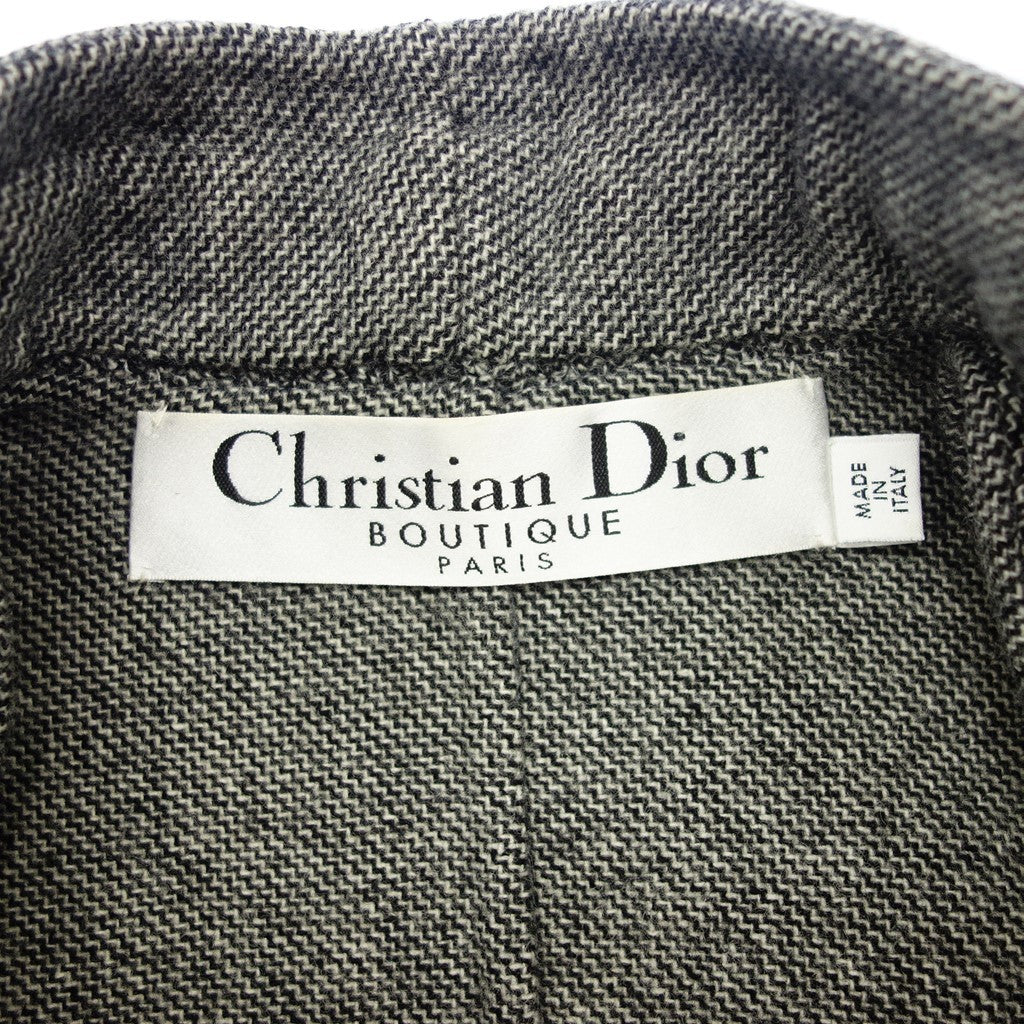 Christian Dior
BOUTIQUE
PARIS
MADE
IN
ITALY